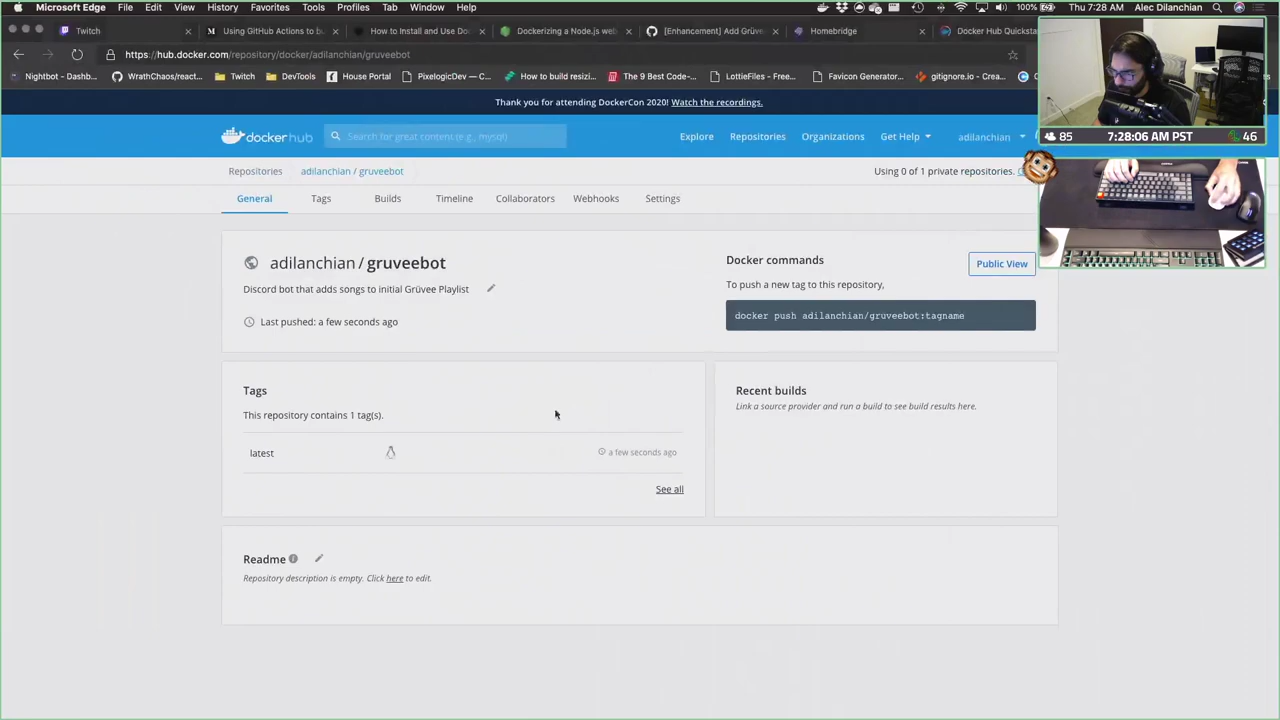 Microsoft Edge File Edit View History Favorites Tools Profiles Tab Window Help
100% Thu 7:28 AM Alec Dilanchian
Twitch
Using GitHub Actions to b
How to Install and Use Do
Dockerizing a Node.js web
[Enhancement] Add Grüve
Homebridge
Docker Hub Quicksta
https://hub.docker.com/repository/docker/adilanchian/gruveebot
Nightbot - Dashb...
WrathChaos/react...
Twitch
DevTools
House Portal
PixelogicDev — C...
How to build resizi...
The 9 Best Code-...
LottieFiles – Free...
Favicon Generator...
gitignore.io - Crea...
Thank you for attending DockerCon 2020! Watch the recordings.
dockerhub
Search for great content (e.g., mysql)
Explore
Repositories
Organizations
Get Help
adilanchian
85
7:28:06 AM PST
46
Repositories
adilanchian / gruveebot
Using 0 of 1 private repositories.
General
Tags
Builds
Timeline
Collaborators
Webhooks
Settings
adilanchian / gruveebot
Discord bot that adds songs to initial Grüvee Playlist
Last pushed: a few seconds ago
Docker commands
Public View
To push a new tag to this repository,
docker push adilanchian/gruveebot:tagname
Tags
This repository contains 1 tag(s).
latest
a few seconds ago
See all
Recent builds
Link a source provider and run a build to see build results here.
Readme
Repository description is empty. Click here to edit.